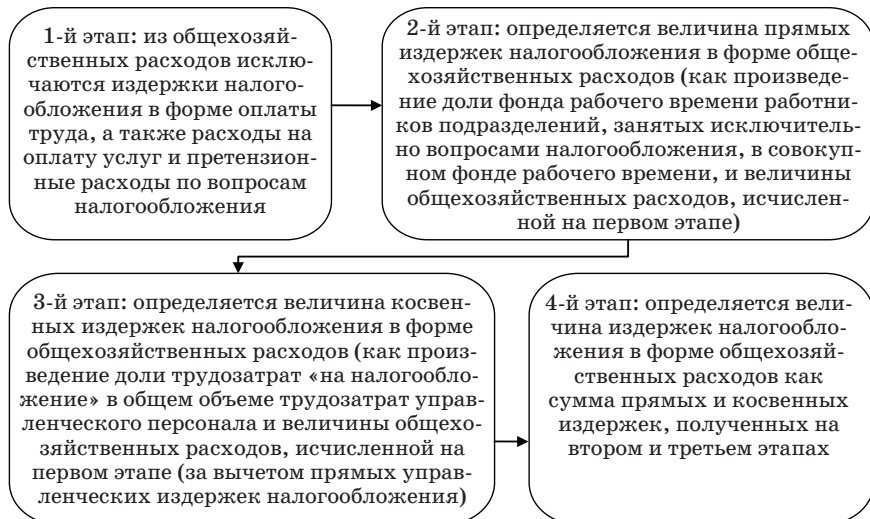 1-й этап: из общехозяй-
ственных расходов исклю-
чаются издержки налого-
обложения в форме оплаты
труда, а также расходы на
оплату услуг и претензион-
ные расходы по вопросам
налогообложения
2-й этап: определяется величина прямых
издержек налогообложения в форме обще-
хозяйственных расходов (как произведе-
ние доли фонда рабочего времени работни-
ков подразделений, занятых исключитель-
но вопросами налогообложения, в совокуп-
ном фонде рабочего времени, и величины
общехозяйственных расходов, исчислен-
ной на первом этапе)
3-й этап: определяется величина косвен-
ных издержек налогообложения в форме
общехозяйственных расходов (как произ-
ведение доли трудозатрат «на налогообло-
жение» в общем объеме трудозатрат управ-
ленческого персонала и величины общехо-
зяйственных расходов, исчисленной на
первом этапе (за вычетом прямых управ-
ленческих издержек налогообложения)
4-й этап: определяется вели-
чина издержек налогообло-
жения в форме общехозяй-
ственных расходов как
сумма прямых и косвенных
издержек, полученных на
втором и третьем этапах